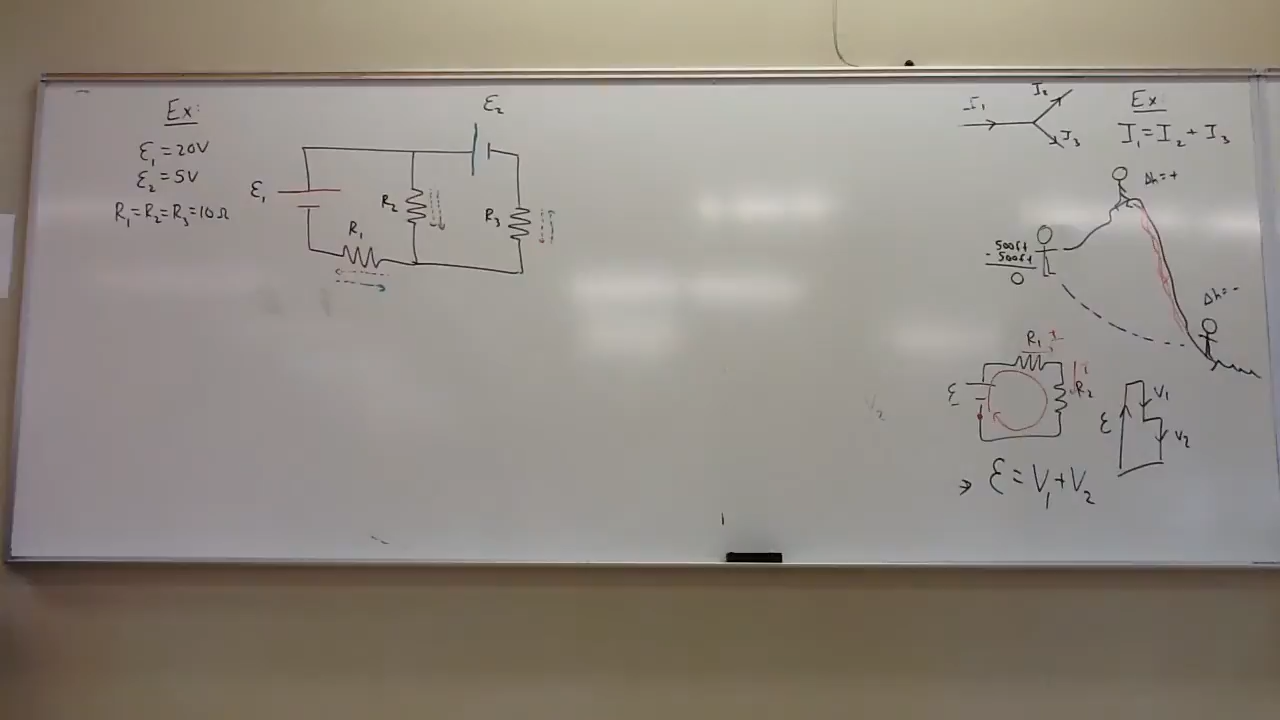 Ex:
ε₁ = 20V
ε₂ = 5V
R₁ = R₂ = R₃ = 10Ω
ε₂
ε₁
R₂
R₃
R₁
I₁
I₂
I₃
Ex
I₁ = I₂ + I₃
Δh = +
500ft
- 500ft
0
Δh = -
R₁
I
ε
I
R₂
ε
V₁
V₂
→ ε = V₁ + V₂